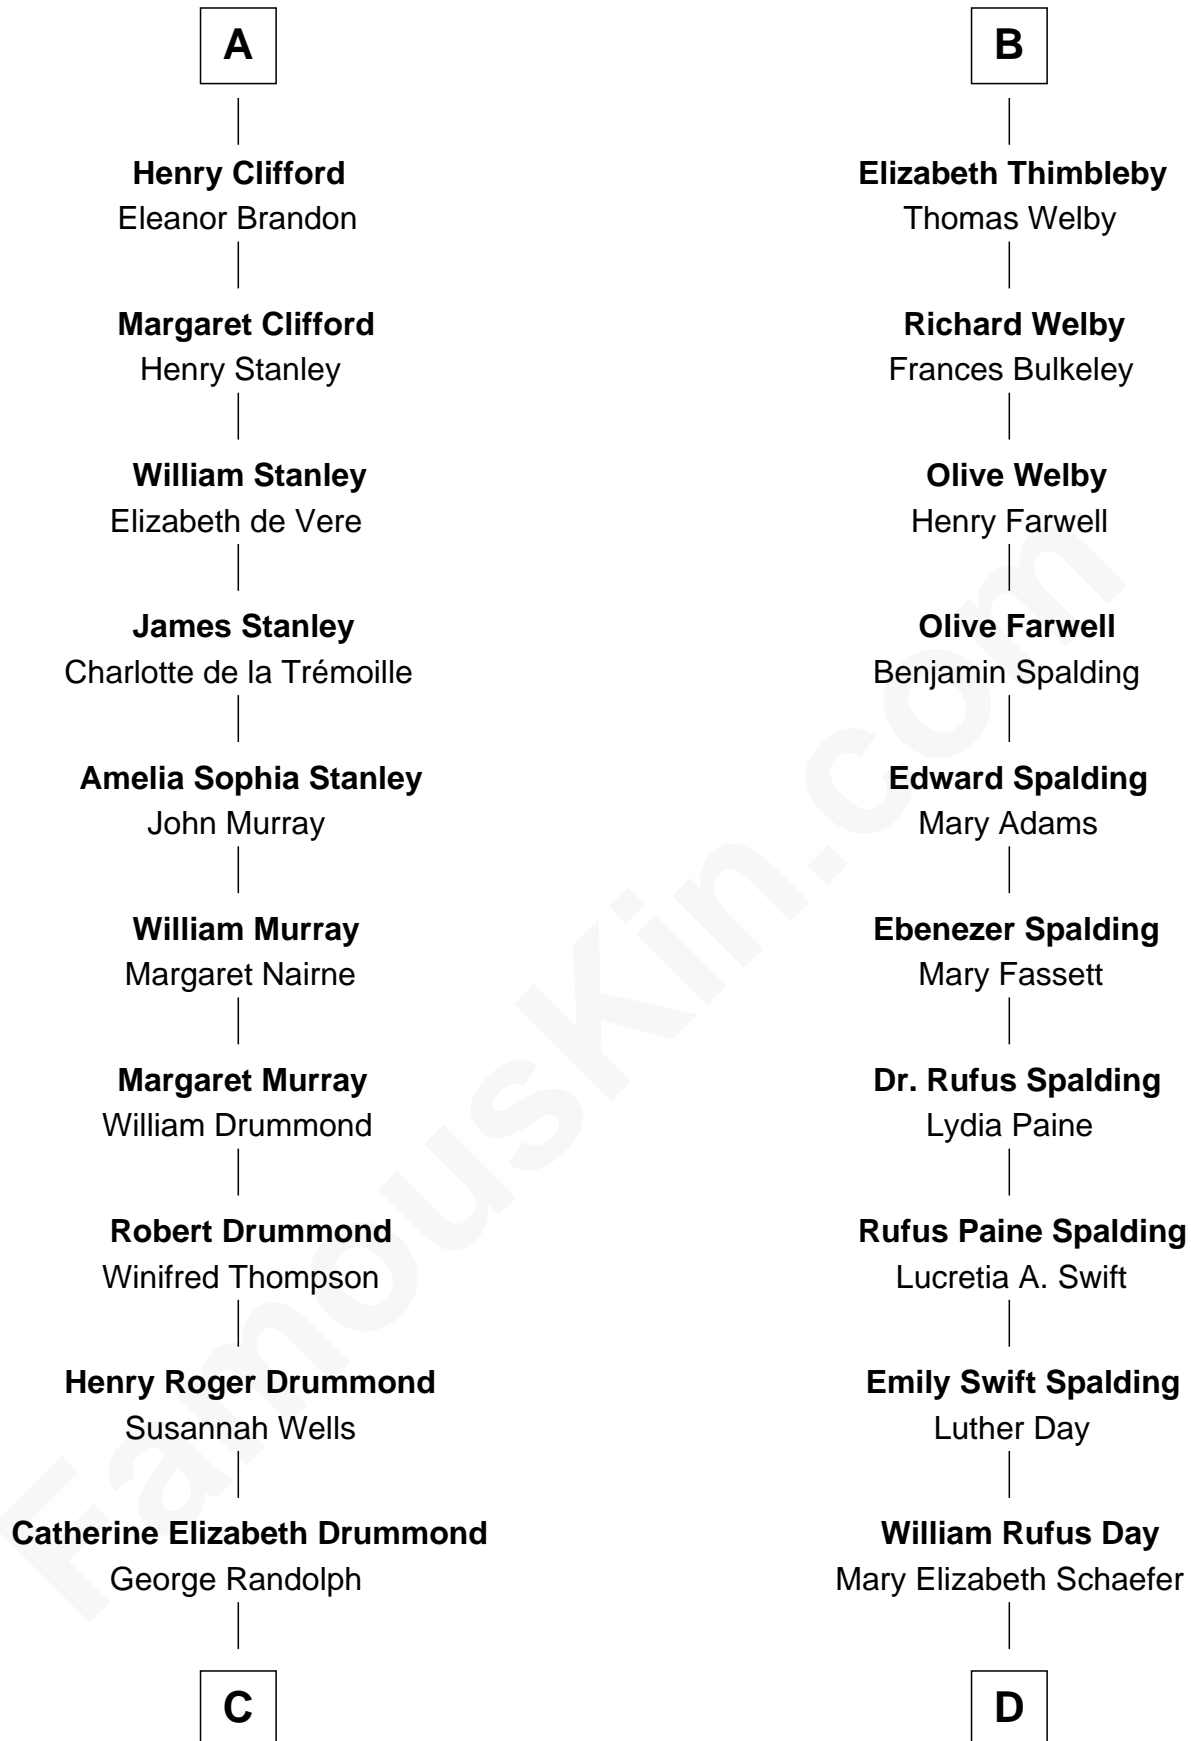 A
Henry Clifford
Eleanor Brandon
Margaret Clifford
Henry Stanley
William Stanley
Elizabeth de Vere
James Stanley
Charlotte de la Trémoille
Amelia Sophia Stanley
John Murray
William Murray
Margaret Nairne
Margaret Murray
William Drummond
Robert Drummond
Winifred Thompson
Henry Roger Drummond
Susannah Wells
Catherine Elizabeth Drummond
George Randolph
C
B
Elizabeth Thimbleby
Thomas Welby
Richard Welby
Frances Bulkeley
Olive Welby
Henry Farwell
Olive Farwell
Benjamin Spalding
Edward Spalding
Mary Adams
Ebenezer Spalding
Mary Fassett
Dr. Rufus Spalding
Lydia Paine
Rufus Paine Spalding
Lucretia A. Swift
Emily Swift Spalding
Luther Day
William Rufus Day
Mary Elizabeth Schaefer
D
FamousKin.com